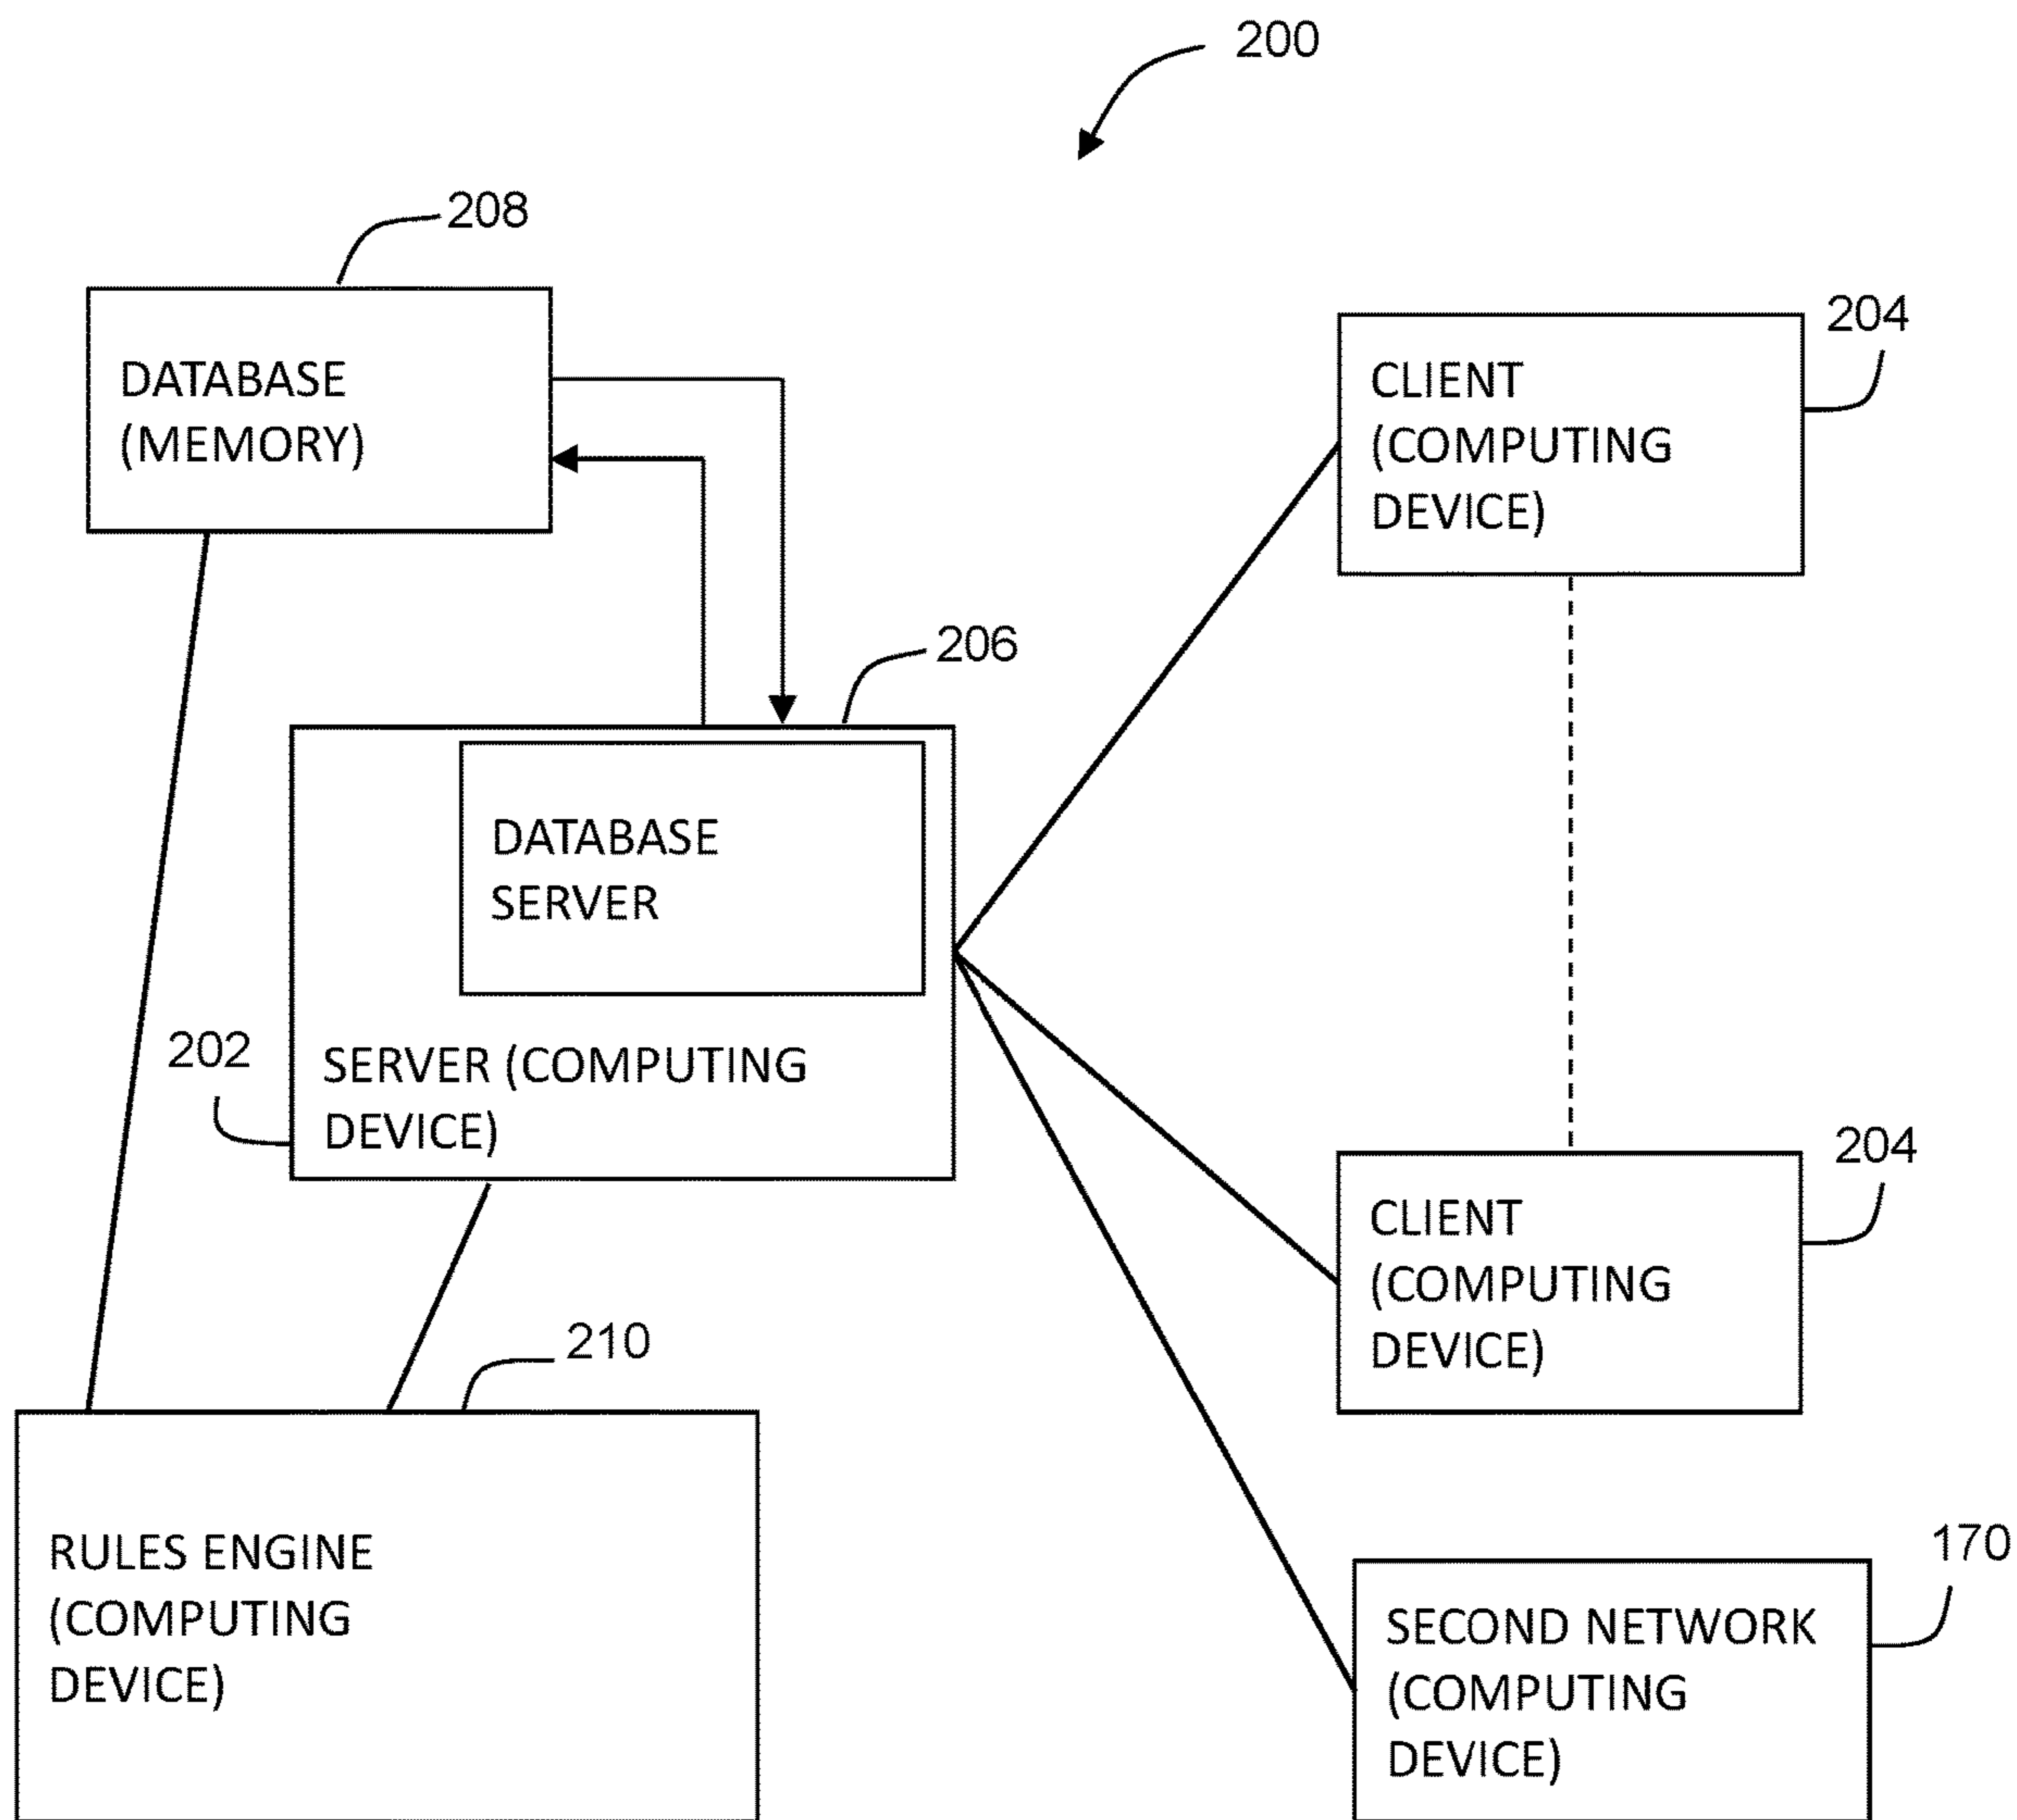 200
208
DATABASE
(MEMORY)
204
CLIENT
(COMPUTING
DEVICE)
206
DATABASE
SERVER
202
SERVER (COMPUTING
DEVICE)
204
CLIENT
(COMPUTING
DEVICE)
210
RULES ENGINE
(COMPUTING
DEVICE)
170
SECOND NETWORK
(COMPUTING
DEVICE)